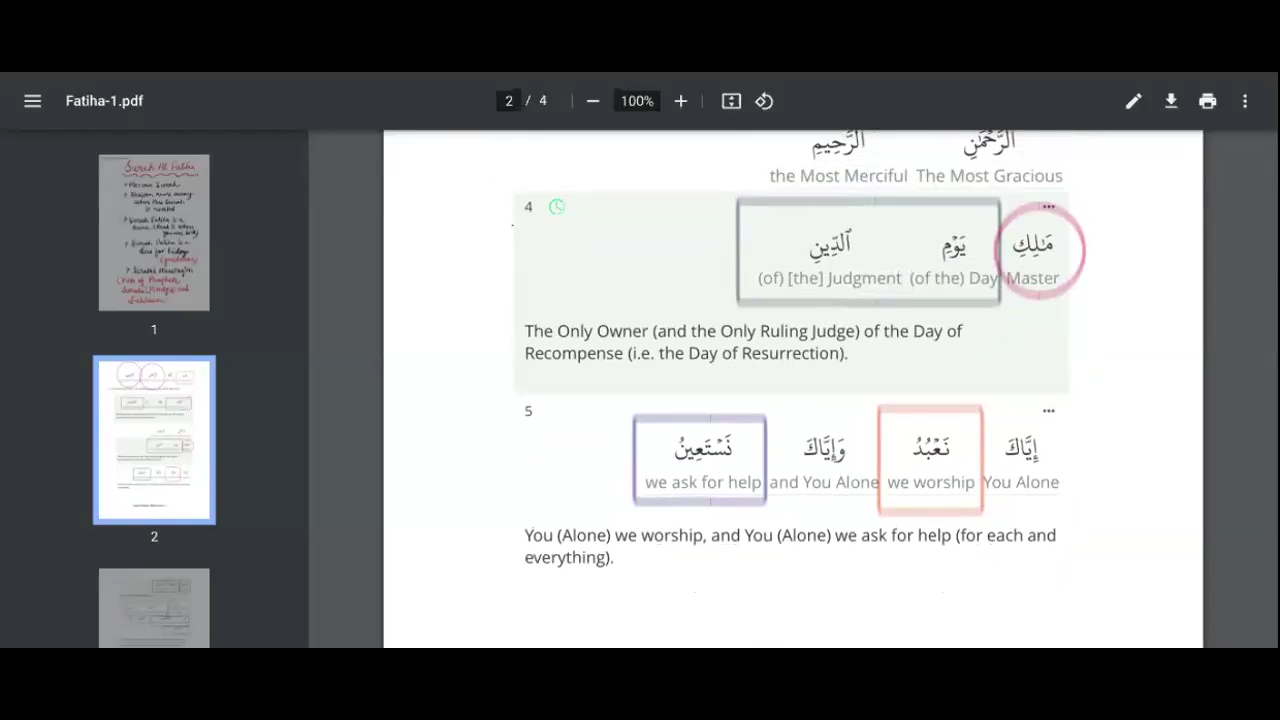 Fatiha-1.pdf
2 / 4
100%
Surah Al Fatiha
1
2
الرَّحْمَٰنِ الرَّحِيمِ
the Most Merciful The Most Gracious
4
مَٰلِكِ يَوْمِ ٱلدِّينِ
(of) [the] Judgment (of the) Day Master
The Only Owner (and the Only Ruling Judge) of the Day of
Recompense (i.e. the Day of Resurrection).
5
إِيَّاكَ نَعْبُدُ وَإِيَّاكَ نَسْتَعِينُ
we ask for help and You Alone we worship You Alone
You (Alone) we worship, and You (Alone) we ask for help (for each and
everything).